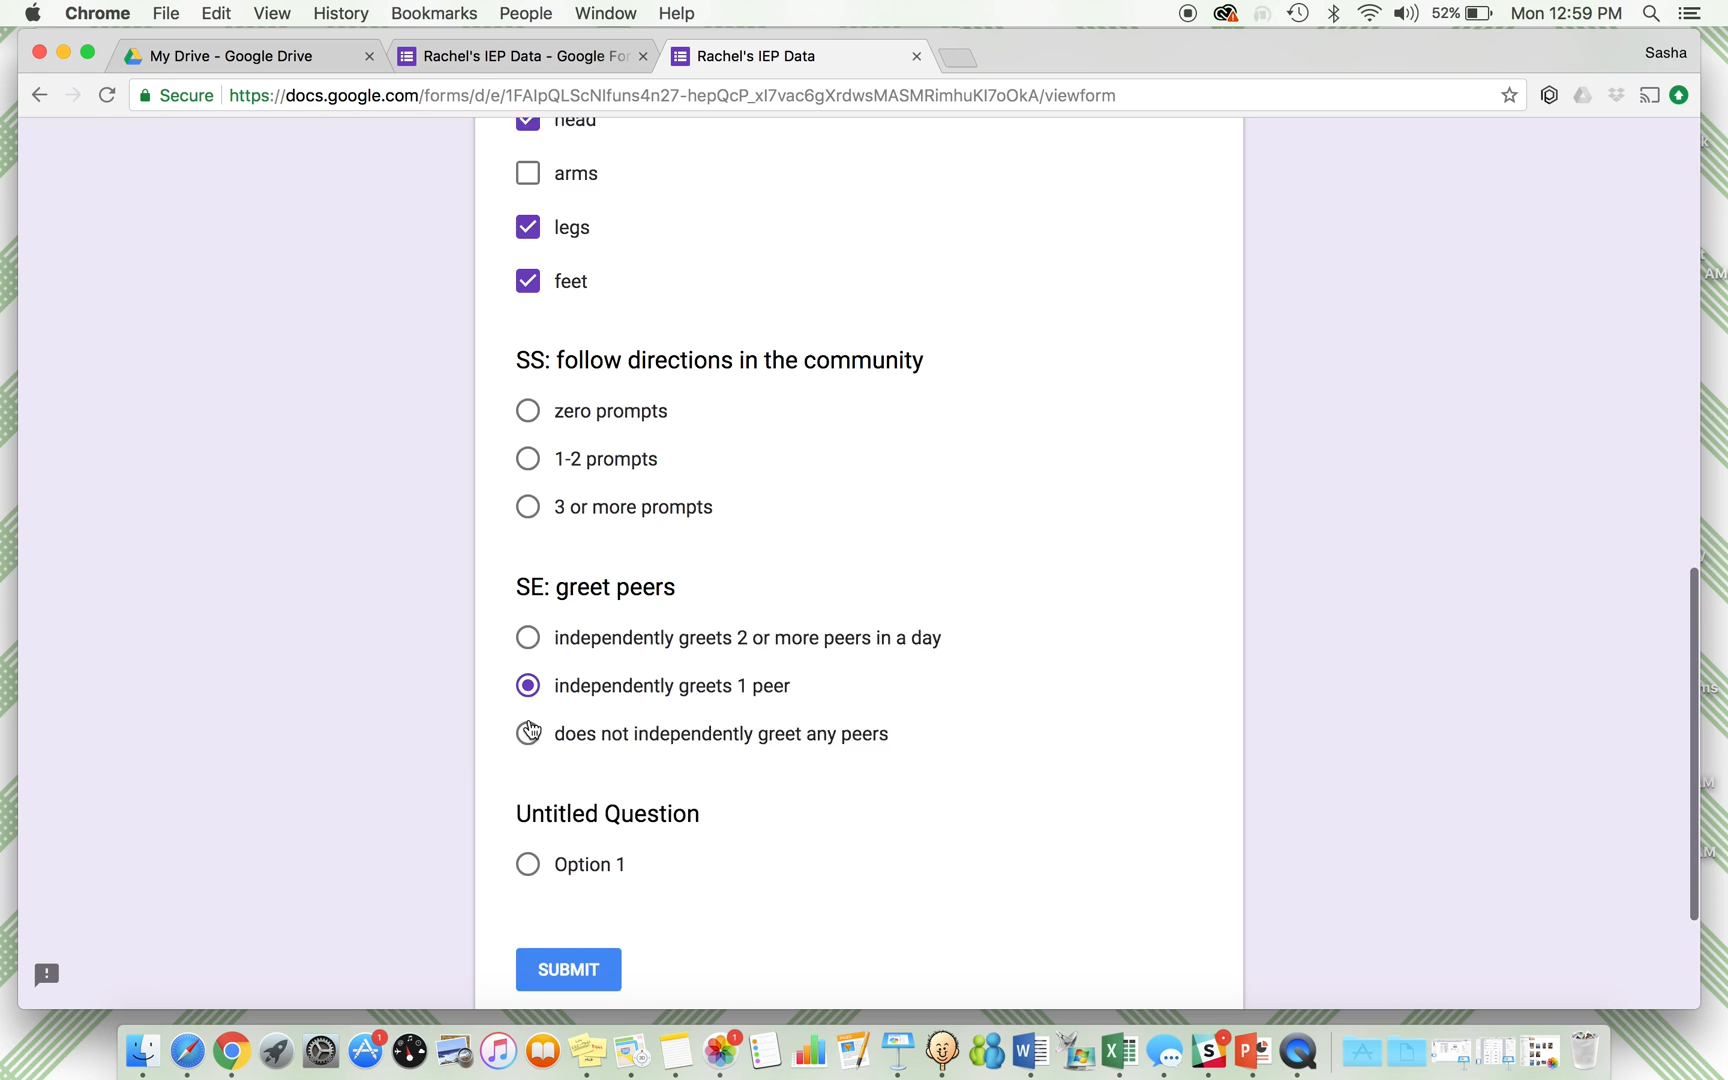 Chrome File Edit View History Bookmarks People Window Help 52% Mon 12:59 PM
My Drive - Google Drive Rachel's IEP Data - Google For Rachel's IEP Data Sasha
Secure https://docs.google.com/forms/d/e/1FAIpQLScNIfuns4n27-hepQcP_xI7vac6gXrdwsMASMRimhuKI7oOkA/viewform
head
arms
legs
feet
SS: follow directions in the community
zero prompts
1-2 prompts
3 or more prompts
SE: greet peers
independently greets 2 or more peers in a day
independently greets 1 peer
does not independently greet any peers
Untitled Question
Option 1
SUBMIT